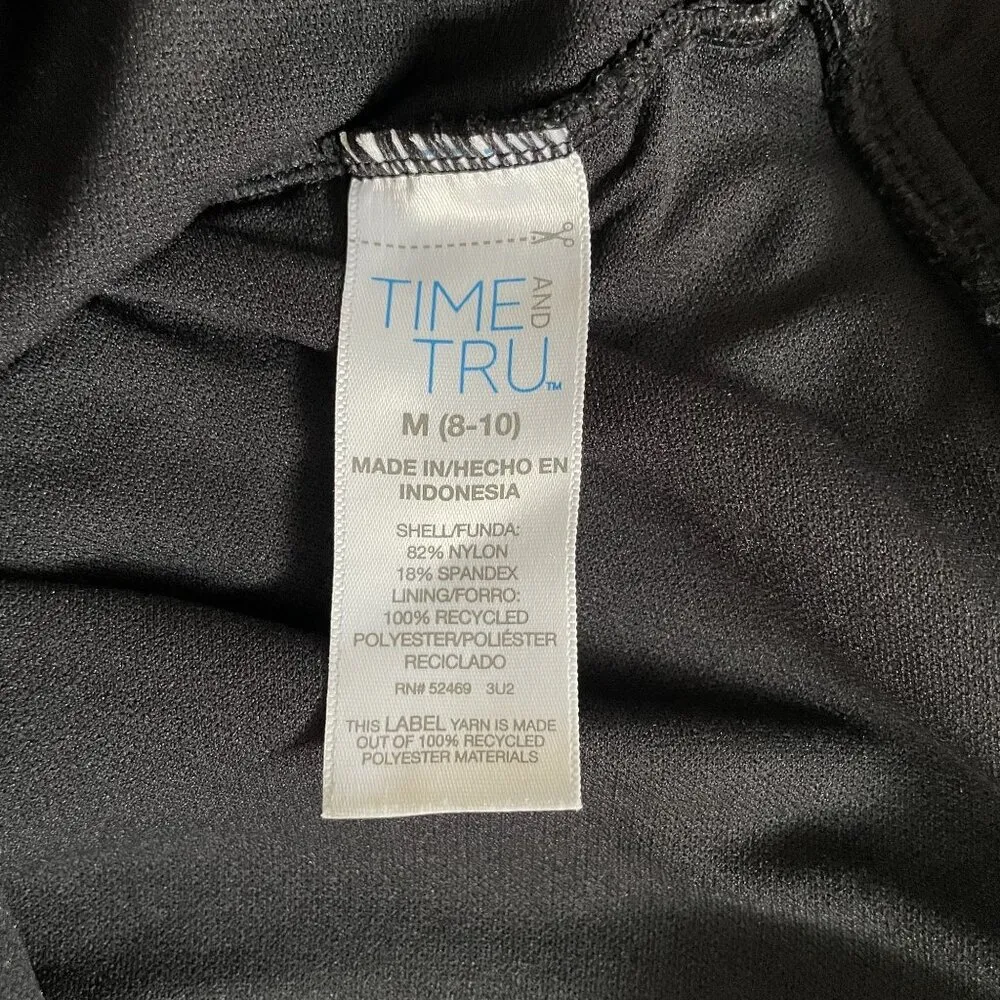 TIME AND
TRU™
M (8-10)
MADE IN/HECHO EN
INDONESIA
SHELL/FUNDA:
82% NYLON
18% SPANDEX
LINING/FORRO:
100% RECYCLED
POLYESTER/POLIÉSTER
RECICLADO
RN# 52469 3U2
THIS LABEL YARN IS MADE
OUT OF 100% RECYCLED
POLYESTER MATERIALS